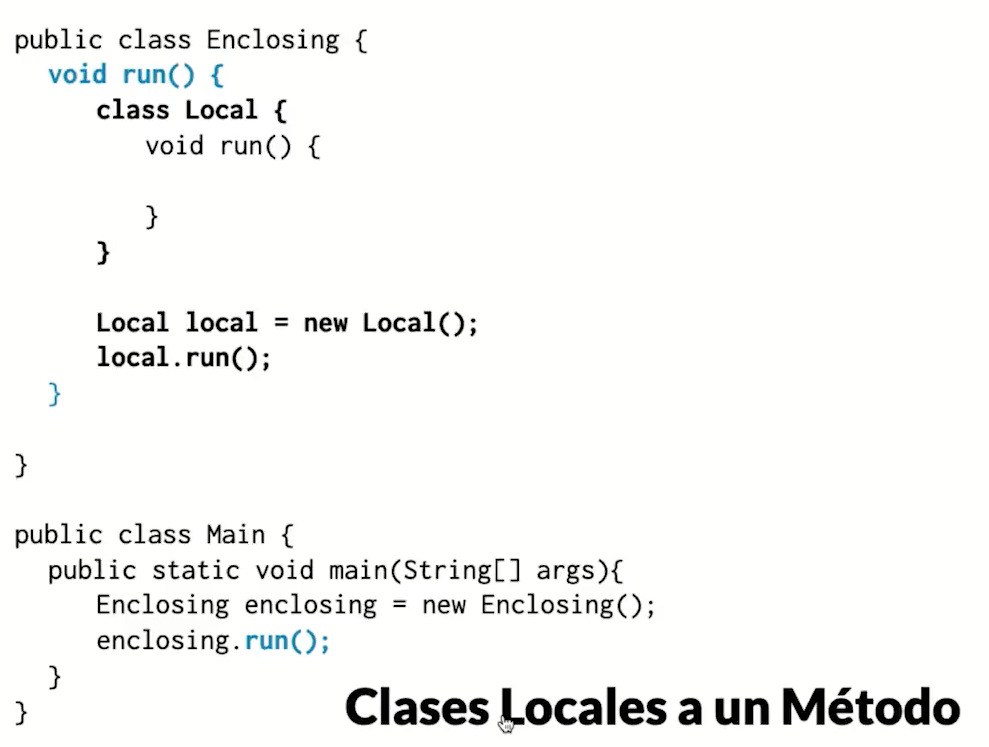 public class Enclosing {
void run() {
class Local {
void run() {
}
}
Local local = new Local();
local.run();
}
}
public class Main {
public static void main(String[] args){
Enclosing enclosing = new Enclosing();
enclosing.run();
}
}
Clases Locales a un Método